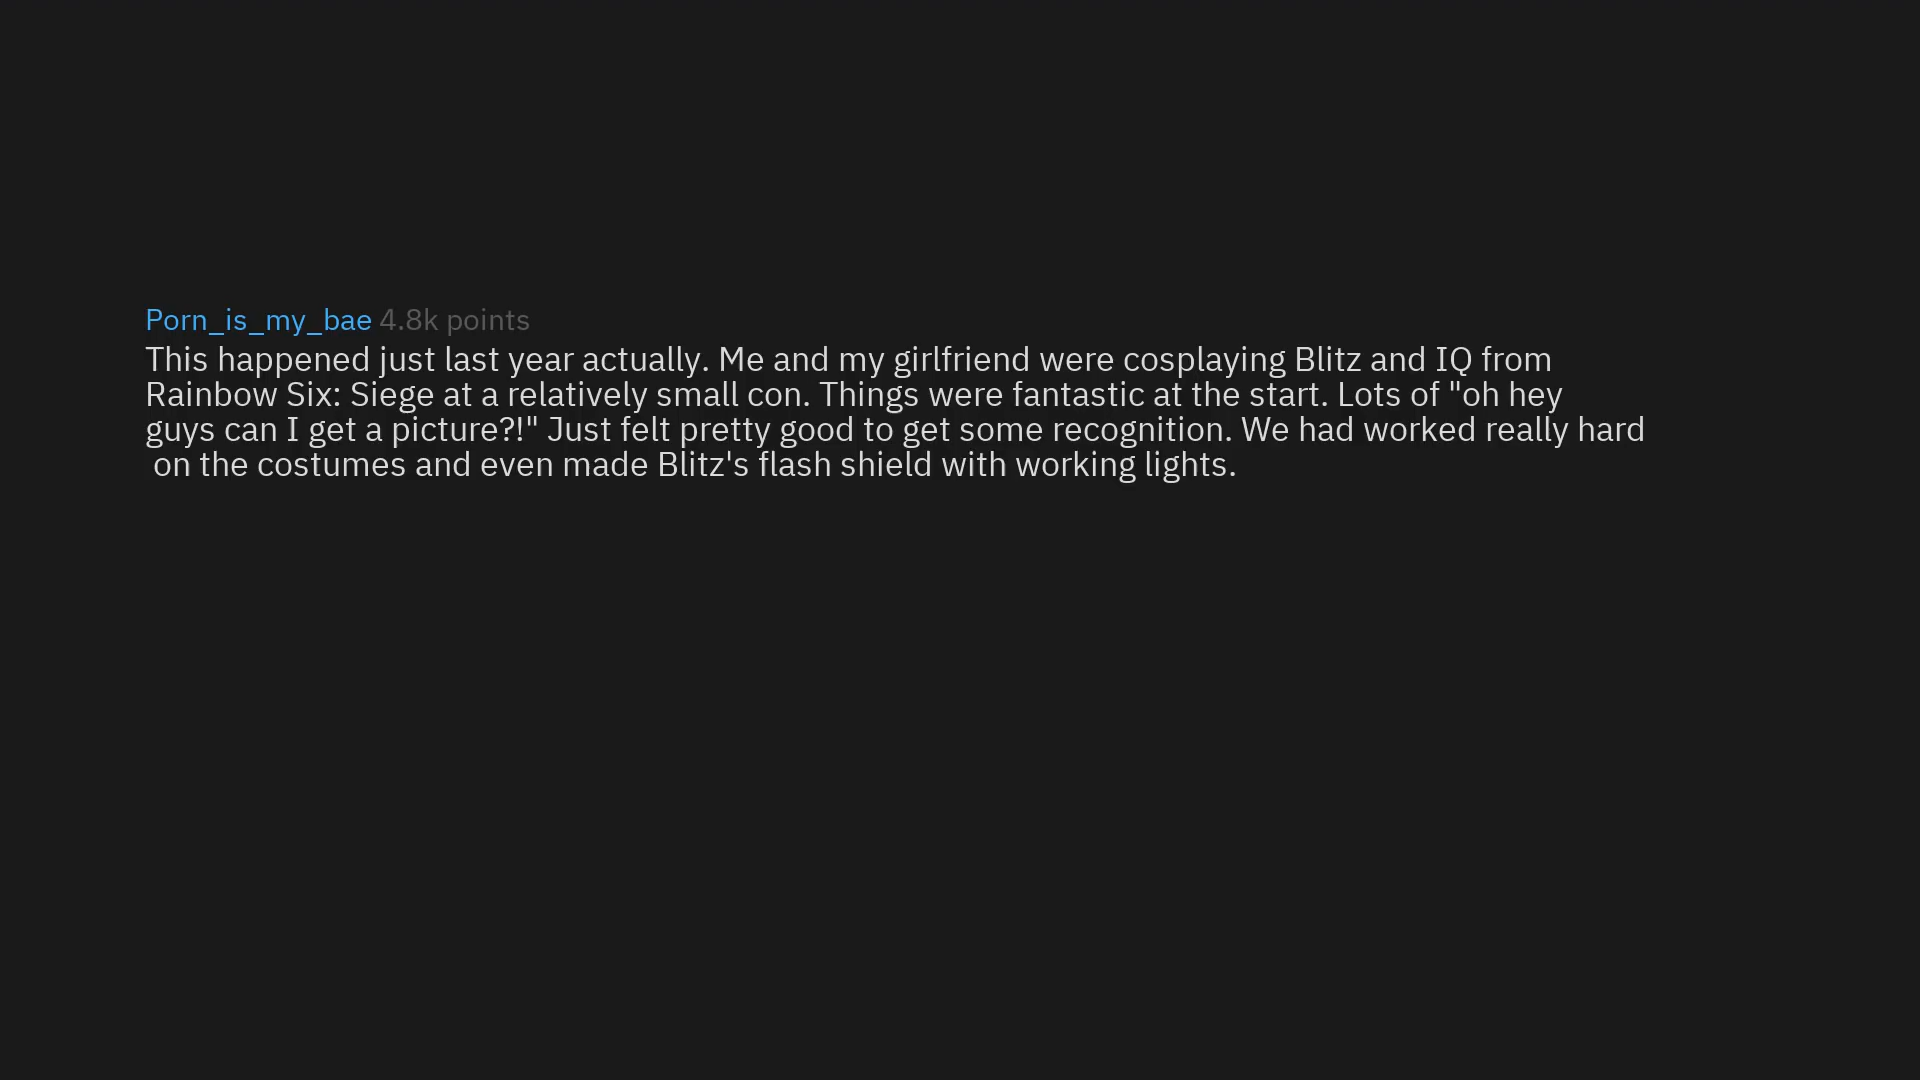 Porn_is_my_bae 4.8k points
This happened just last year actually. Me and my girlfriend were cosplaying Blitz and IQ from
Rainbow Six: Siege at a relatively small con. Things were fantastic at the start. Lots of "oh hey
guys can I get a picture?!" Just felt pretty good to get some recognition. We had worked really hard
on the costumes and even made Blitz's flash shield with working lights.